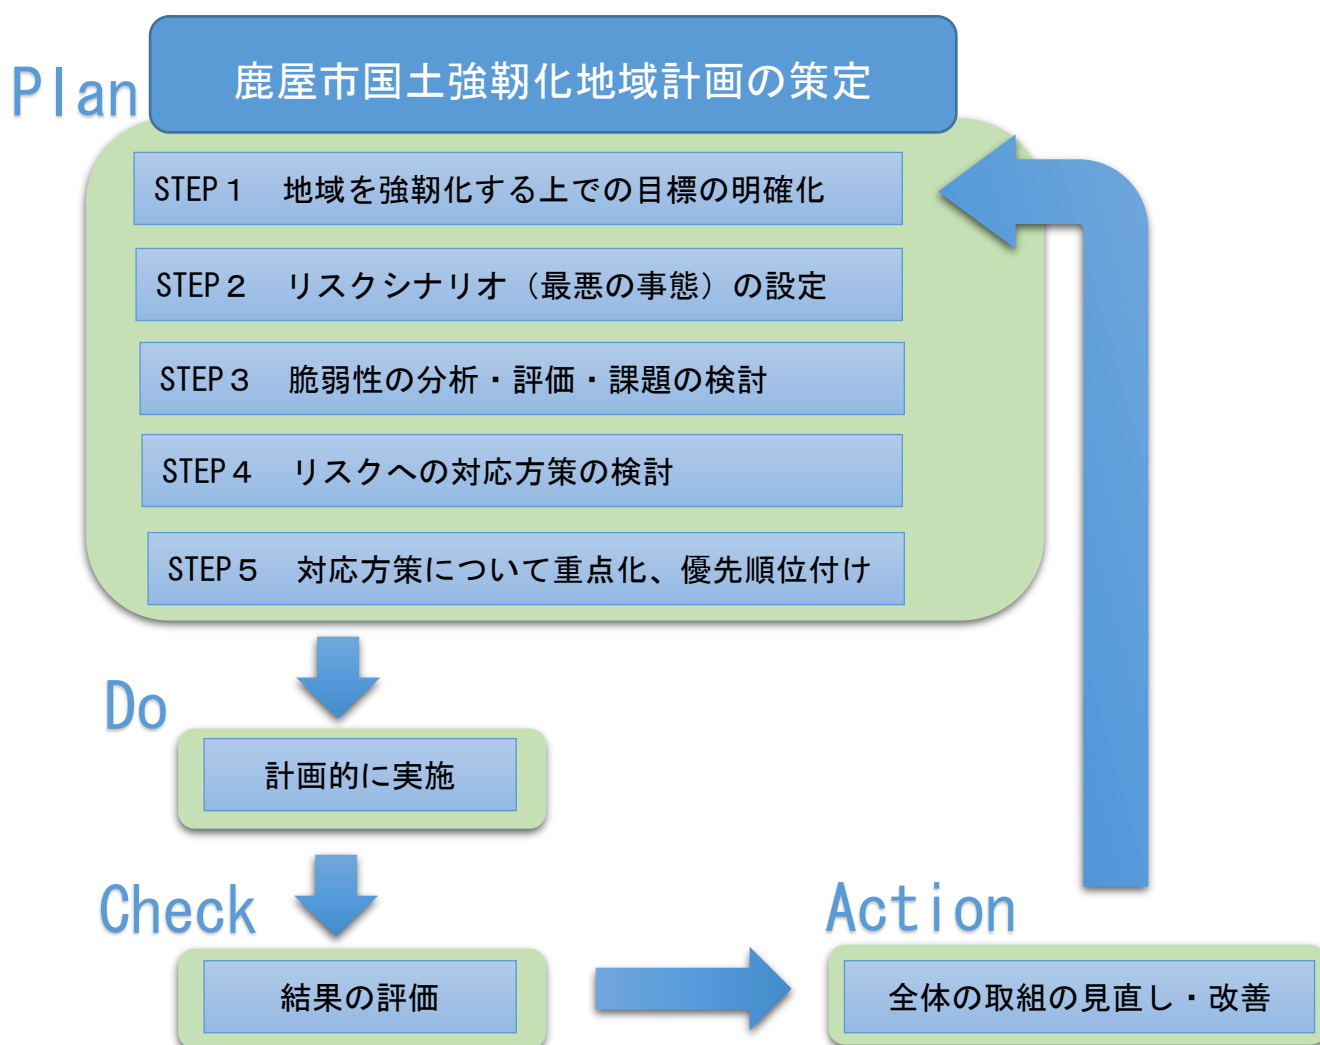 Plan
鹿屋市国土強靭化地域計画の策定
STEP１　地域を強靭化する上での目標の明確化
STEP２　リスクシナリオ（最悪の事態）の設定
STEP３　脆弱性の分析・評価・課題の検討
STEP４　リスクへの対応方策の検討
STEP５　対応方策について重点化、優先順位付け
Do
計画的に実施
Check
結果の評価
Action
全体の取組の見直し・改善